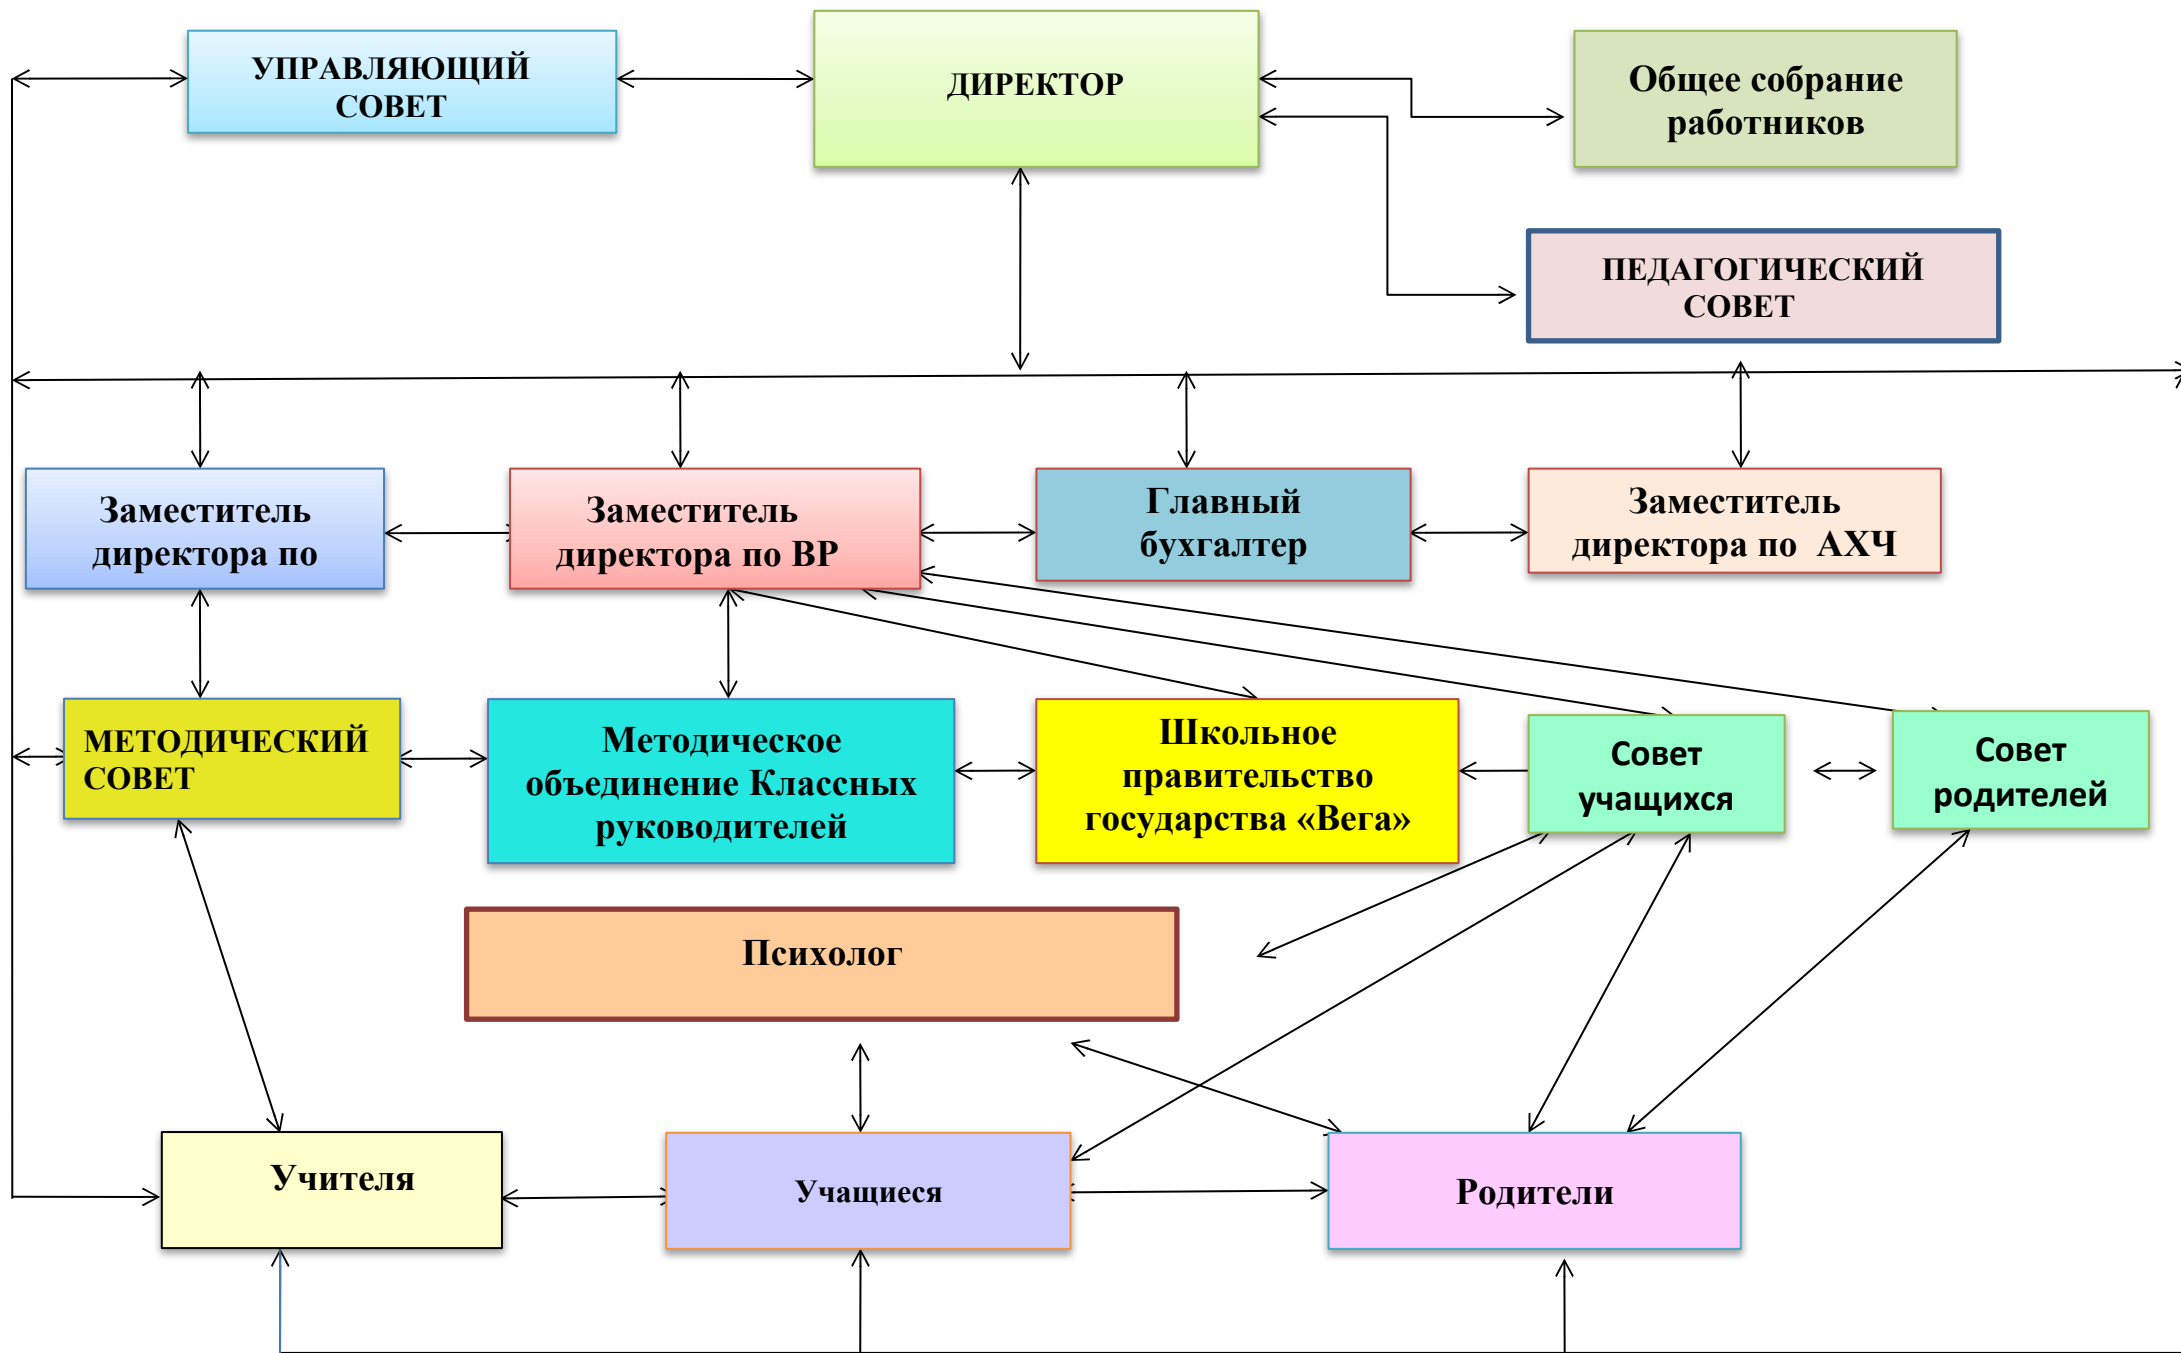 УПРАВЛЯЮЩИЙ
СОВЕТ
ДИРЕКТОР
Общее собрание
работников
ПЕДАГОГИЧЕСКИЙ
СОВЕТ
Заместитель
директора по
Заместитель
директора по ВР
Главный
бухгалтер
Заместитель
директора по АХЧ
МЕТОДИЧЕСКИЙ
СОВЕТ
Методическое
объединение Классных
руководителей
Школьное
правительство
государства «Вега»
Совет
учащихся
Совет
родителей
Психолог
Учителя
Учащиеся
Родители